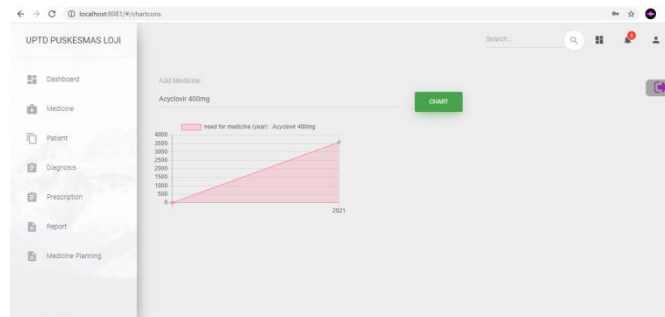 localhost:8081/#/chartcons
UPTD PUSKESMAS LOJI
Search...
Dashboard
Medicine
Patient
Diagnosis
Prescription
Report
Medicine Planning
Add Medicine
Acyclovir 400mg
CHART
need for medicine (year) : Acyclovir 400mg
4000
3500
3000
2500
2000
1500
1000
500
0
2021